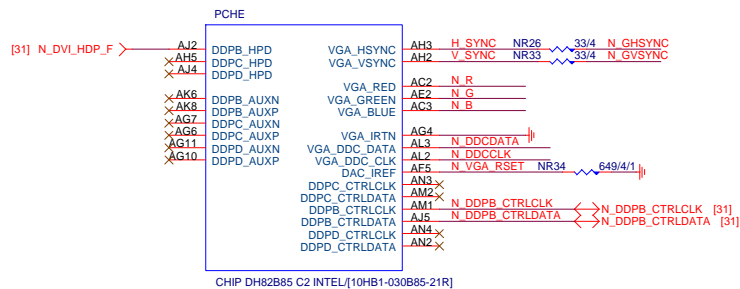 PCHE
[31] N_DVI_HDP_F AJ2 DDPB_HPD VGA_HSYNC AH3 H_SYNC NR26 33/4 N_GHSYNC
AH5 DDPC_HPD VGA_VSYNC AH2 V_SYNC NR33 33/4 N_GVSYNC
AJ4 DDPD_HPD
VGA_RED AC2 N_R
AK6 DDPB_AUXN VGA_GREEN AE2 N_G
AK8 DDPB_AUXP VGA_BLUE AC3 N_B
AG7 DDPC_AUXN
AG6 DDPC_AUXP VGA_IRTN AG4
AG11 DDPD_AUXN VGA_DDC_DATA AL3 N_DDCDATA
AG10 DDPD_AUXP VGA_DDC_CLK AL2 N_DDCCLK
DAC_IREF AF5 N_VGA_RSET NR34 649/4/1
DDPC_CTRLCLK AN3
DDPC_CTRLDATA AM2
DDPB_CTRLCLK AM1 N_DDPB_CTRLCLK N_DDPB_CTRLCLK [31]
DDPB_CTRLDATA AJ5 N_DDPB_CTRLDATA N_DDPB_CTRLDATA [31]
DDPD_CTRLCLK AN4
DDPD_CTRLDATA AN2
CHIP DH82B85 C2 INTEL/[10HB1-030B85-21R]